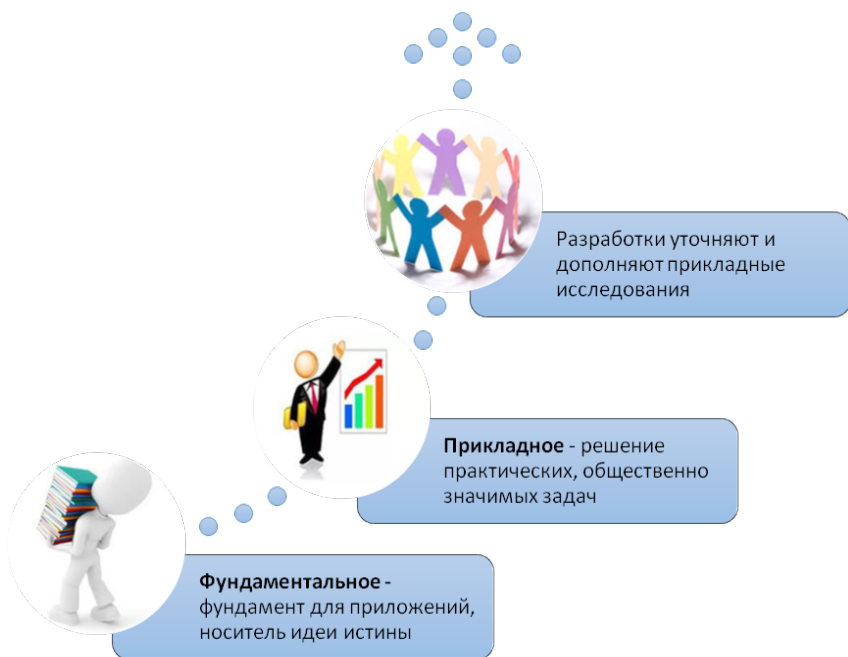 Разработки уточняют и
дополняют прикладные
исследования
Прикладное - решение
практических, общественно
значимых задач
Фундаментальное -
фундамент для приложений,
носитель идеи истины